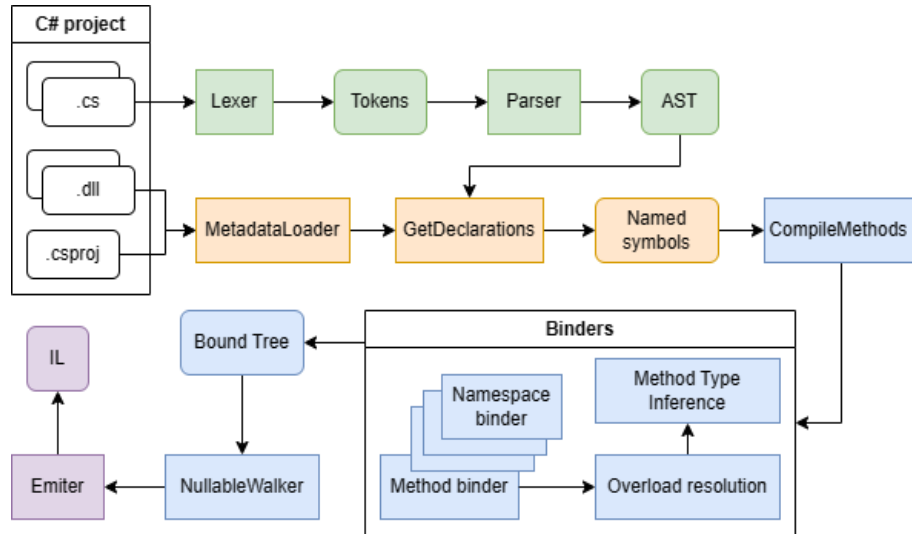 C# project
.cs
Lexer
Tokens
Parser
AST
.dll
.csproj
MetadataLoader
GetDeclarations
Named
symbols
CompileMethods
IL
Bound Tree
Binders
Namespace
binder
Method Type
Inference
Emiter
NullableWalker
Method binder
Overload resolution